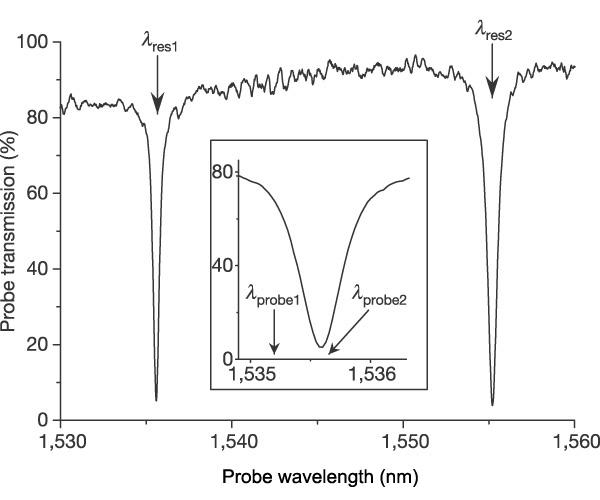 λres1
λres2
100
80
60
40
20
0
Probe transmission (%)
80
40
0
λprobe1
λprobe2
1,535
1,536
1,530
1,540
1,550
1,560
Probe wavelength (nm)